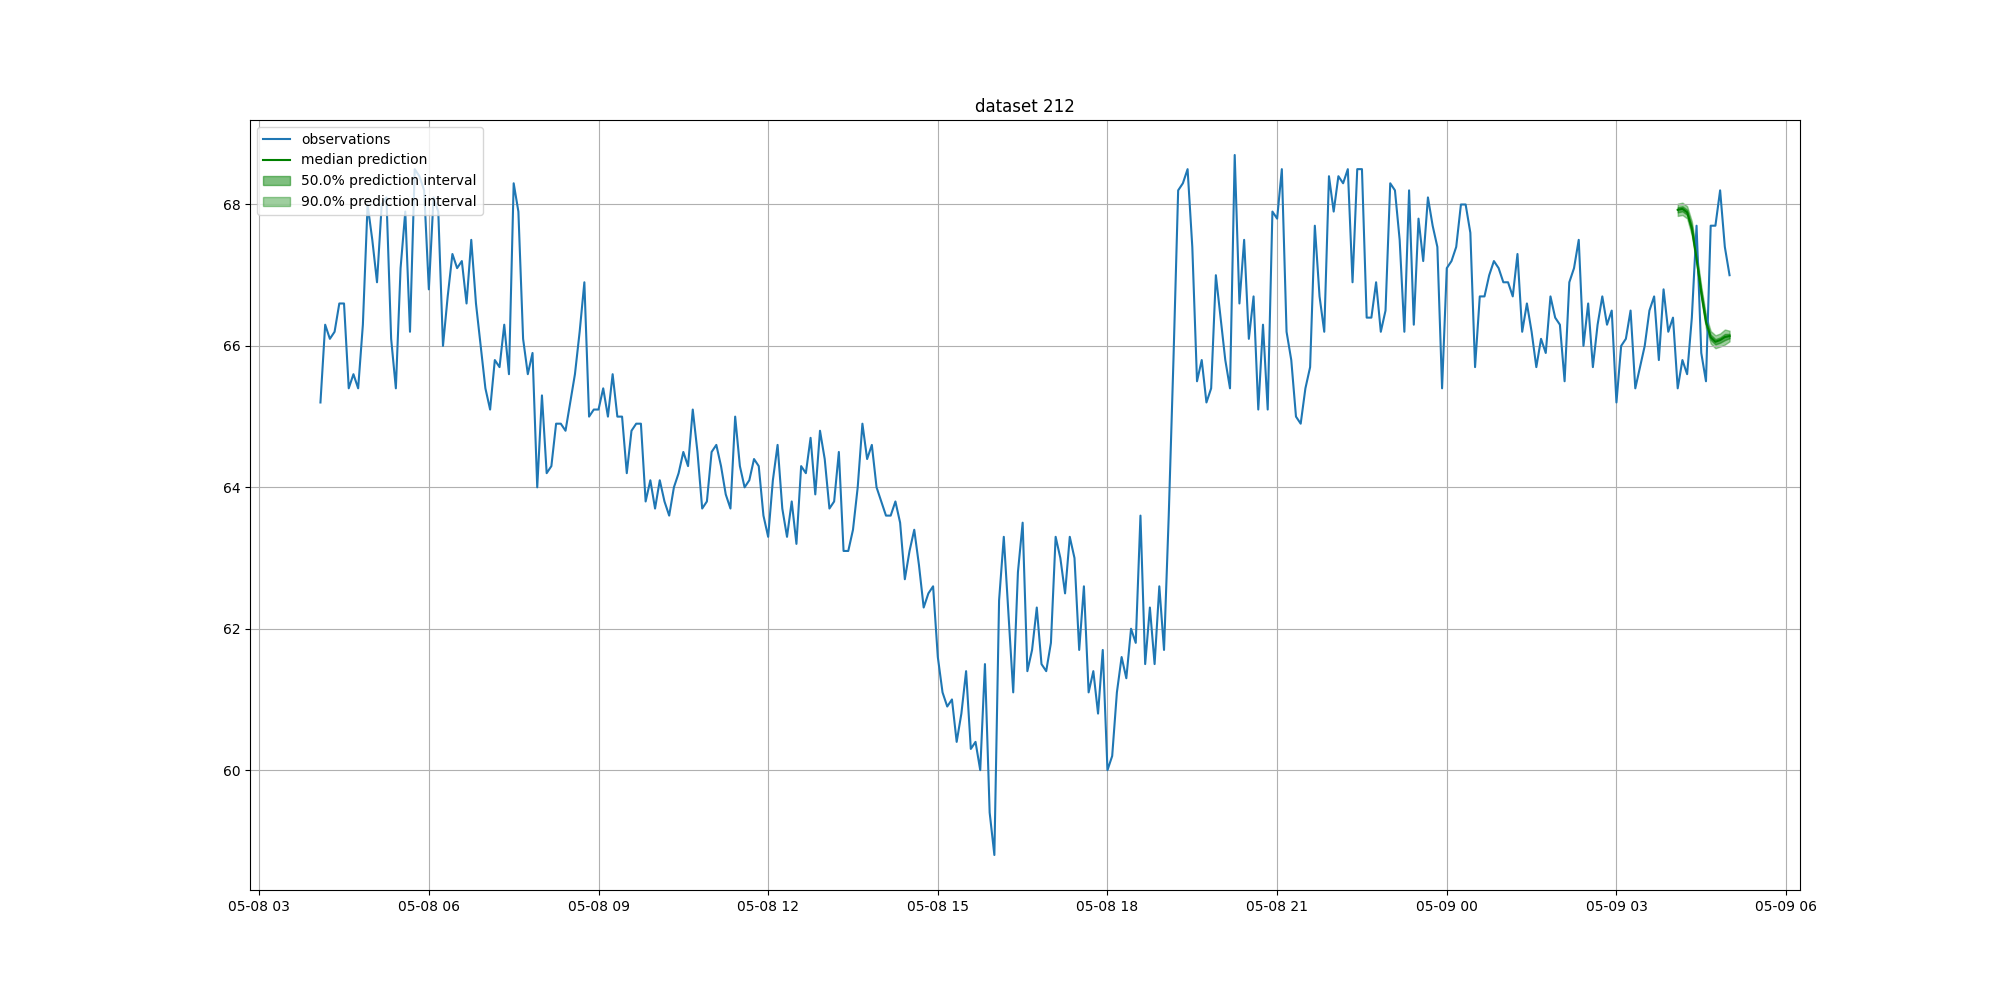 dataset 212
observations
median prediction
50.0% prediction interval
90.0% prediction interval
68
66
64
62
60
05-08 03 05-08 06 05-08 09 05-08 12 05-08 15 05-08 18 05-08 21 05-09 00 05-09 03 05-09 06